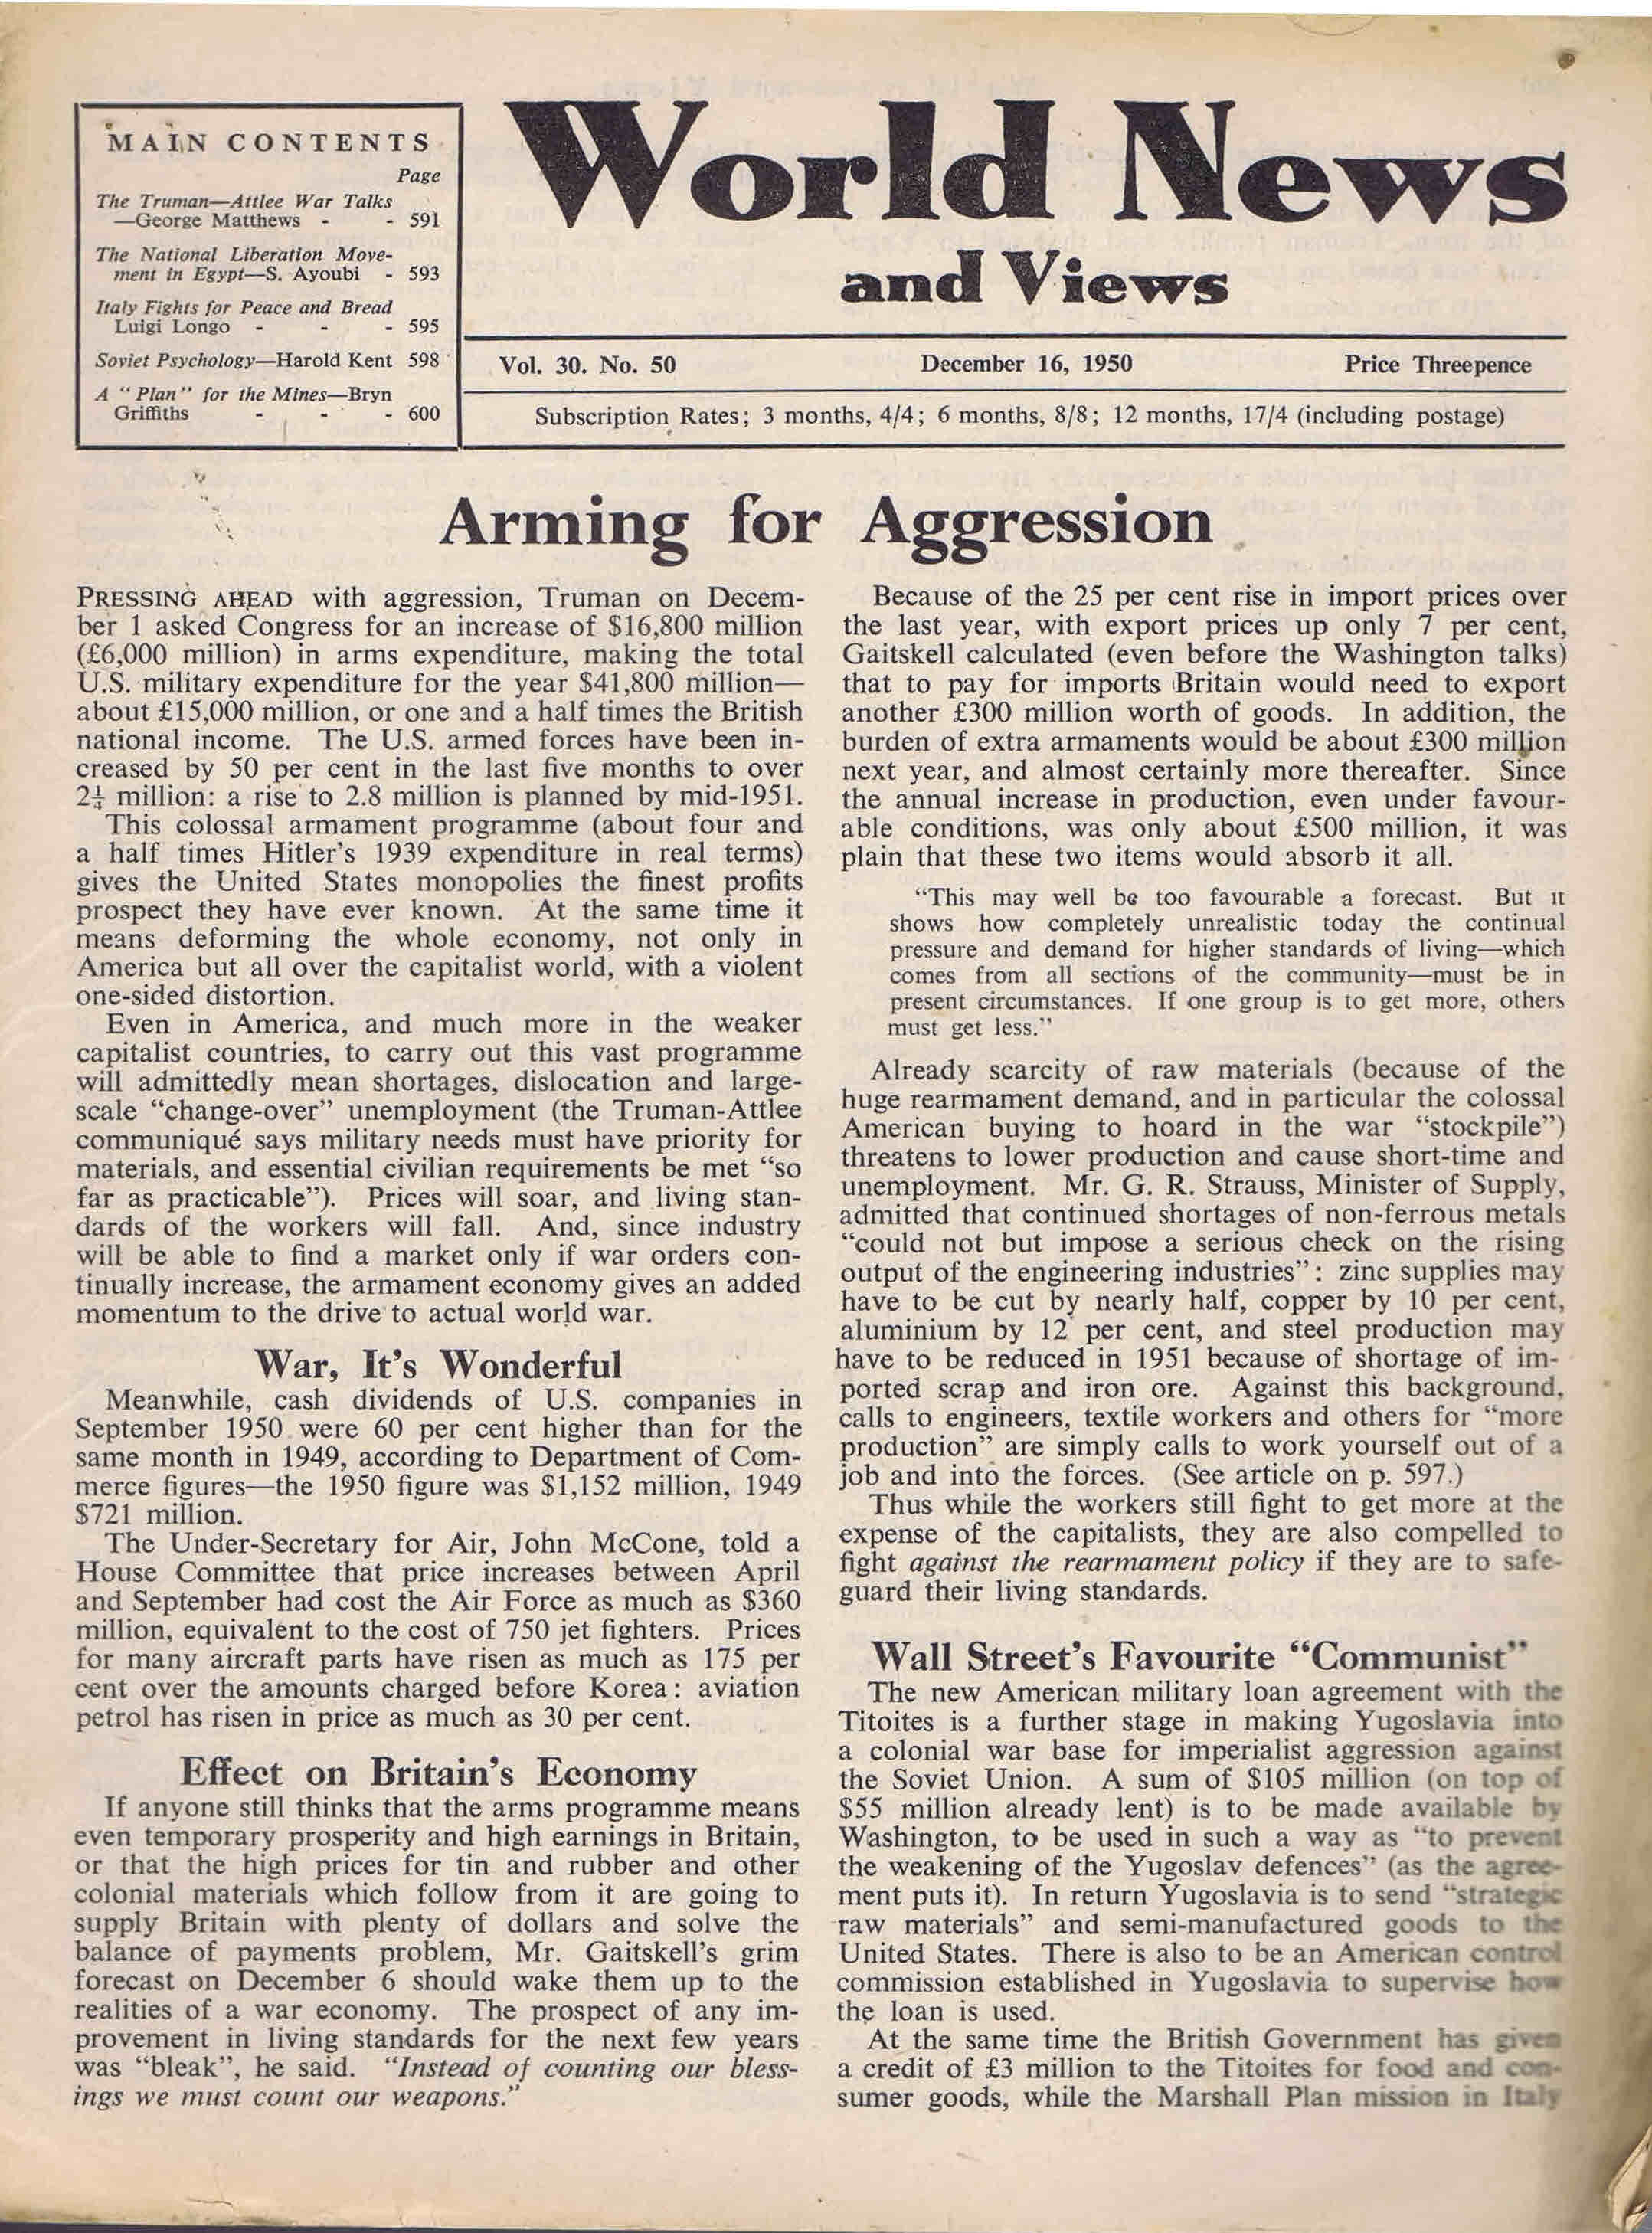 MAIN CONTENTS
Page
The Truman—Attlee War Talks
—George Matthews - - 591
The National Liberation Move-
ment in Egypt—S. Ayoubi - 593
Italy Fights for Peace and Bread
Luigi Longo - - - 595
Soviet Psychology—Harold Kent 598
A "Plan" for the Mines—Bryn
Griffiths - - - 600
World News
and Views
Vol. 30. No. 50 December 16, 1950 Price Threepence
Subscription Rates; 3 months, 4/4; 6 months, 8/8; 12 months, 17/4 (including postage)
Arming for Aggression
PRESSING AHEAD with aggression, Truman on Decem-
ber 1 asked Congress for an increase of $16,800 million
(£6,000 million) in arms expenditure, making the total
U.S. military expenditure for the year $41,800 million—
about £15,000 million, or one and a half times the British
national income. The U.S. armed forces have been in-
creased by 50 per cent in the last five months to over
2¼ million: a rise to 2.8 million is planned by mid-1951.
This colossal armament programme (about four and
a half times Hitler's 1939 expenditure in real terms)
gives the United States monopolies the finest profits
prospect they have ever known. At the same time it
means deforming the whole economy, not only in
America but all over the capitalist world, with a violent
one-sided distortion.
Even in America, and much more in the weaker
capitalist countries, to carry out this vast programme
will admittedly mean shortages, dislocation and large-
scale "change-over" unemployment (the Truman-Attlee
communiqué says military needs must have priority for
materials, and essential civilian requirements be met "so
far as practicable"). Prices will soar, and living stan-
dards of the workers will fall. And, since industry
will be able to find a market only if war orders con-
tinually increase, the armament economy gives an added
momentum to the drive to actual world war.
War, It's Wonderful
Meanwhile, cash dividends of U.S. companies in
September 1950 were 60 per cent higher than for the
same month in 1949, according to Department of Com-
merce figures—the 1950 figure was $1,152 million, 1949
$721 million.
The Under-Secretary for Air, John McCone, told a
House Committee that price increases between April
and September had cost the Air Force as much as $360
million, equivalent to the cost of 750 jet fighters. Prices
for many aircraft parts have risen as much as 175 per
cent over the amounts charged before Korea: aviation
petrol has risen in price as much as 30 per cent.
Effect on Britain's Economy
If anyone still thinks that the arms programme means
even temporary prosperity and high earnings in Britain,
or that the high prices for tin and rubber and other
colonial materials which follow from it are going to
supply Britain with plenty of dollars and solve the
balance of payments problem, Mr. Gaitskell's grim
forecast on December 6 should wake them up to the
realities of a war economy. The prospect of any im-
provement in living standards for the next few years
was "bleak", he said. "Instead of counting our bless-
ings we must count our weapons."
Because of the 25 per cent rise in import prices over
the last year, with export prices up only 7 per cent,
Gaitskell calculated (even before the Washington talks)
that to pay for imports Britain would need to export
another £300 million worth of goods. In addition, the
burden of extra armaments would be about £300 million
next year, and almost certainly more thereafter. Since
the annual increase in production, even under favour-
able conditions, was only about £500 million, it was
plain that these two items would absorb it all.
"This may well be too favourable a forecast. But it
shows how completely unrealistic today the continual
pressure and demand for higher standards of living—which
comes from all sections of the community—must be in
present circumstances. If one group is to get more, others
must get less."
Already scarcity of raw materials (because of the
huge rearmament demand, and in particular the colossal
American buying to hoard in the war "stockpile")
threatens to lower production and cause short-time and
unemployment. Mr. G. R. Strauss, Minister of Supply,
admitted that continued shortages of non-ferrous metals
"could not but impose a serious check on the rising
output of the engineering industries": zinc supplies may
have to be cut by nearly half, copper by 10 per cent,
aluminium by 12 per cent, and steel production may
have to be reduced in 1951 because of shortage of im-
ported scrap and iron ore. Against this background,
calls to engineers, textile workers and others for "more
production" are simply calls to work yourself out of a
job and into the forces. (See article on p. 597.)
Thus while the workers still fight to get more at the
expense of the capitalists, they are also compelled to
fight against the rearmament policy if they are to safe-
guard their living standards.
Wall Street's Favourite "Communist"
The new American military loan agreement with the
Titoites is a further stage in making Yugoslavia into
a colonial war base for imperialist aggression against
the Soviet Union. A sum of $105 million (on top of
$55 million already lent) is to be made available by
Washington, to be used in such a way as "to prevent
the weakening of the Yugoslav defences" (as the agree-
ment puts it). In return Yugoslavia is to send "strategic
raw materials" and semi-manufactured goods to the
United States. There is also to be an American control
commission established in Yugoslavia to supervise how
the loan is used.
At the same time the British Government has given
a credit of £3 million to the Titoites for food and con-
sumer goods, while the Marshall Plan mission in Italy